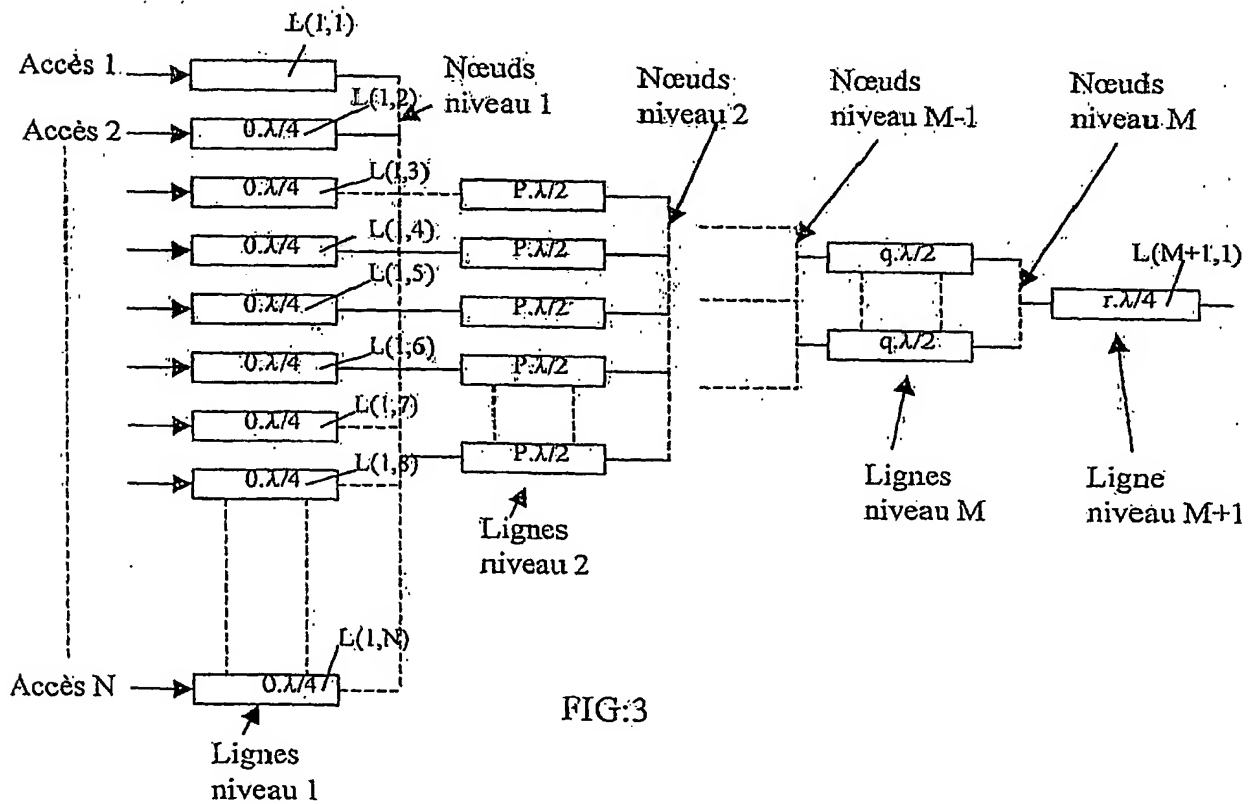 L(1,1)
Accès 1
Nœuds
niveau 1
Nœuds
niveau 2
Nœuds
niveau M-1
Nœuds
niveau M
L(1,2)
Accès 2
0.λ/4
L(1,3)
0.λ/4
P.λ/2
L(1,4)
0.λ/4
P.λ/2
q.λ/2
L(M+1,1)
L(1,5)
0.λ/4
P.λ/2
r.λ/4
L(1,6)
0.λ/4
P.λ/2
q.λ/2
L(1,7)
0.λ/4
L(1,8)
0.λ/4
P.λ/2
Lignes
niveau 2
Lignes
niveau M
Ligne
niveau M+1
L(1,N)
Accès N
0.λ/4
FIG:3
Lignes
niveau 1